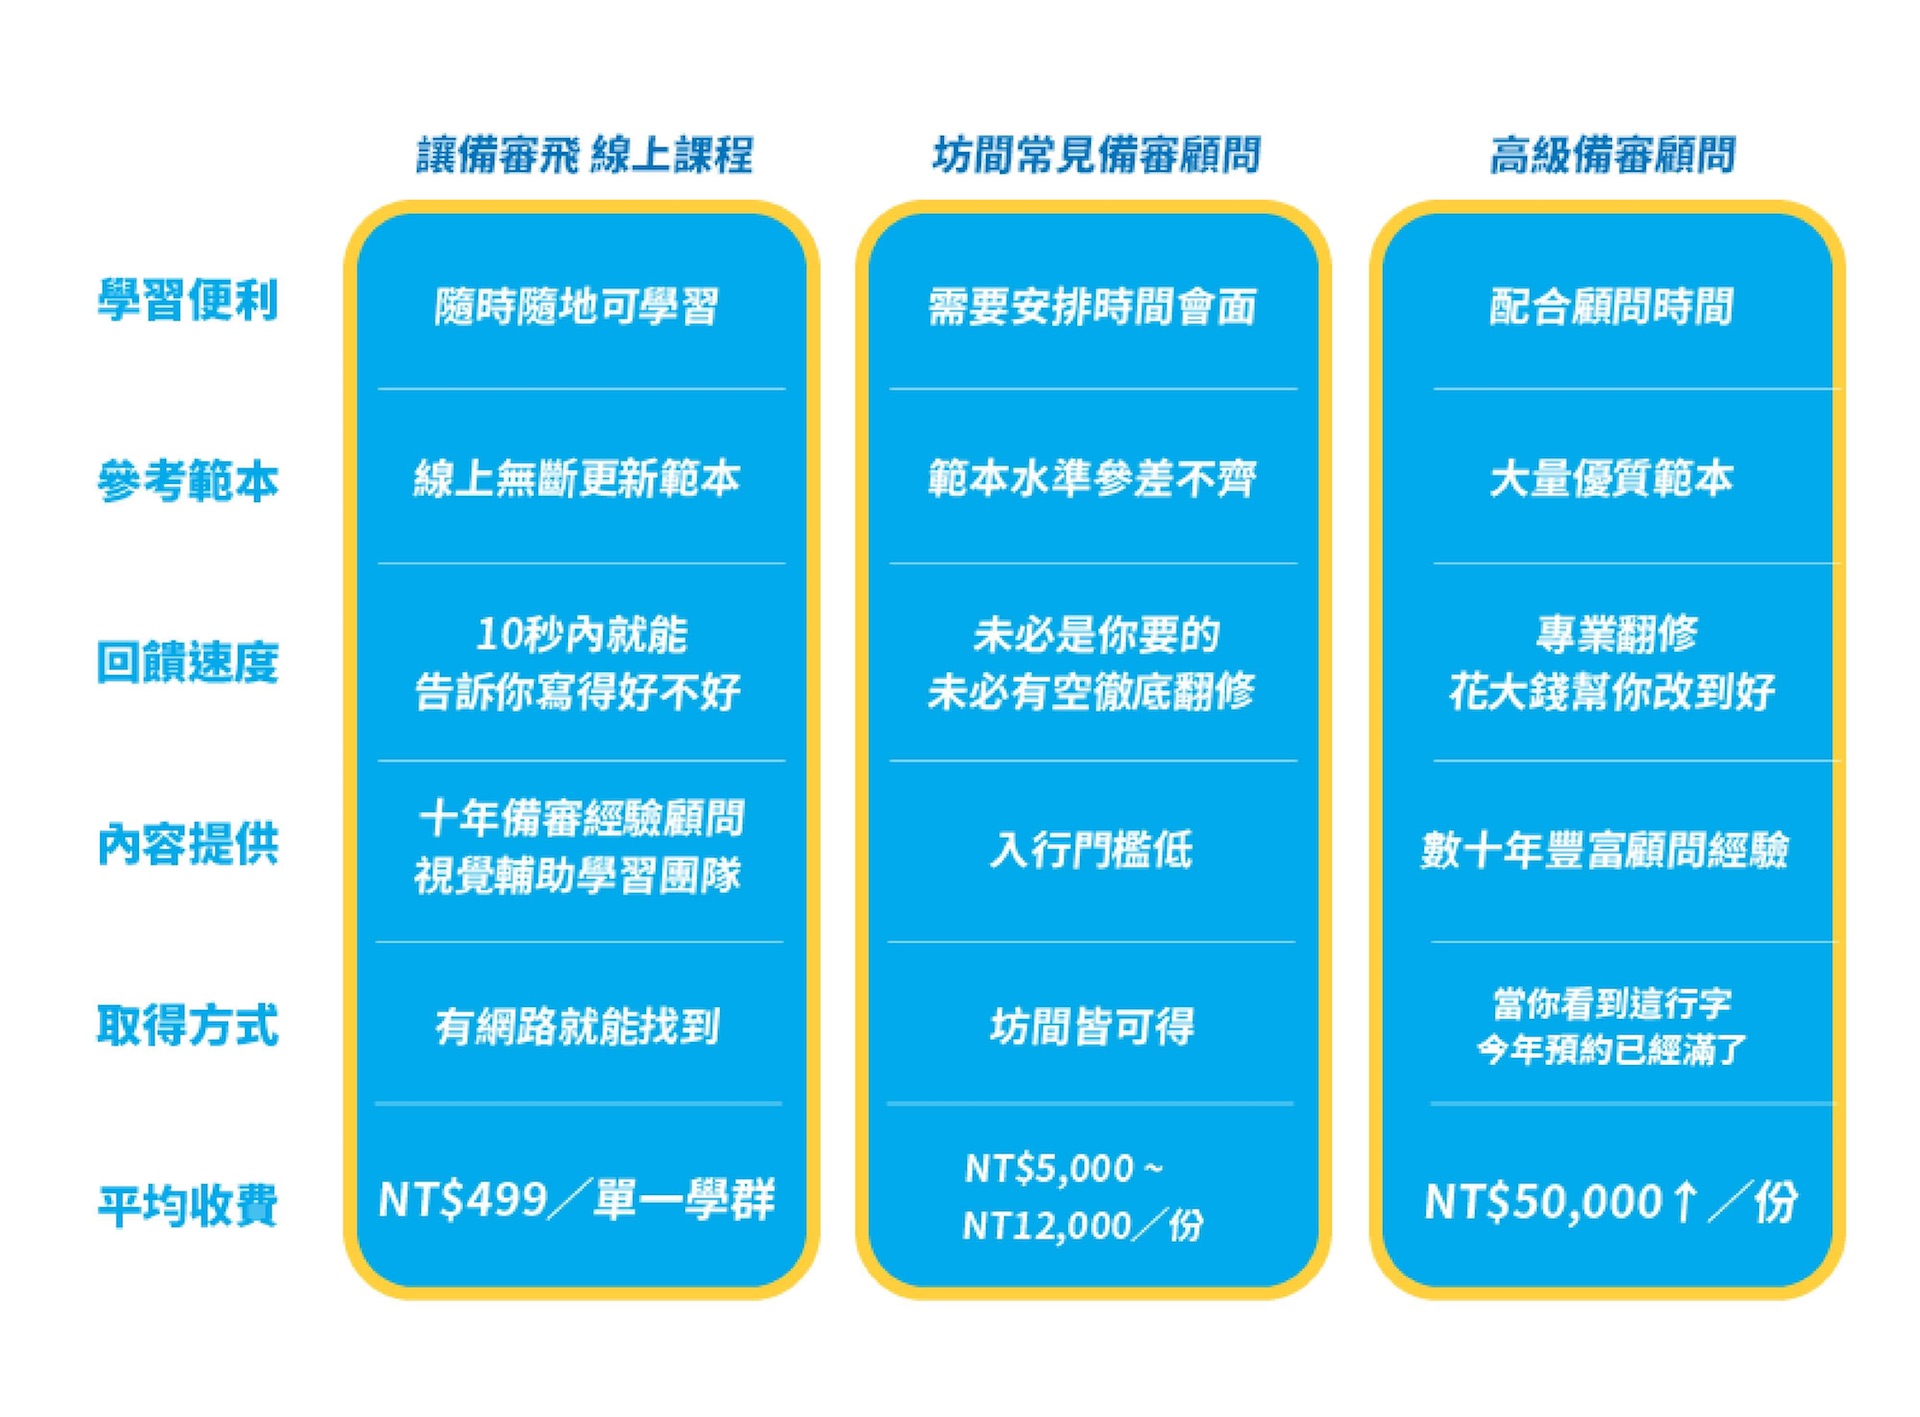 讓備審飛 線上課程
坊間常見備審顧問
高級備審顧問
學習便利
隨時隨地可學習
需要安排時間會面
配合顧問時間
參考範本
線上無斷更新範本
範本水準參差不齊
大量優質範本
回饋速度
10秒內就能
告訴你寫得好不好
未必是你要的
未必有空徹底翻修
專業翻修
花大錢幫你改到好
內容提供
十年備審經驗顧問
視覺輔助學習團隊
入行門檻低
數十年豐富顧問經驗
取得方式
有網路就能找到
坊間皆可得
當你看到這行字
今年預約已經滿了
平均收費
NT$499／單一學群
NT$5,000 ~
NT12,000／份
NT$50,000↑／份